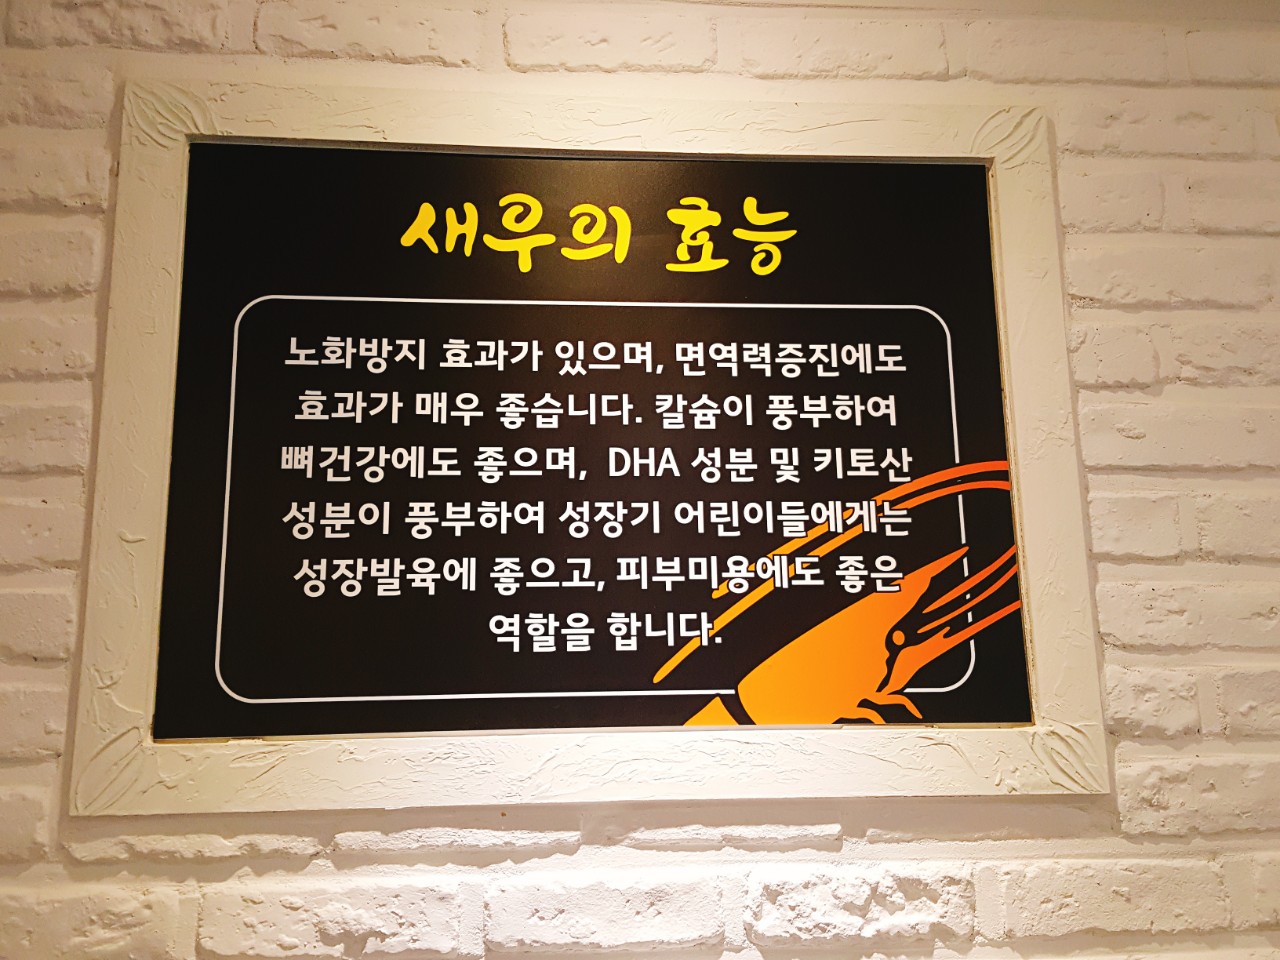 새우의 효능
노화방지 효과가 있으며, 면역력증진에도
효과가 매우 좋습니다. 칼슘이 풍부하여
뼈건강에도 좋으며, DHA 성분 및 키토산
성분이 풍부하여 성장기 어린이들에게는
성장발육에 좋으고, 피부미용에도 좋은
역할을 합니다.